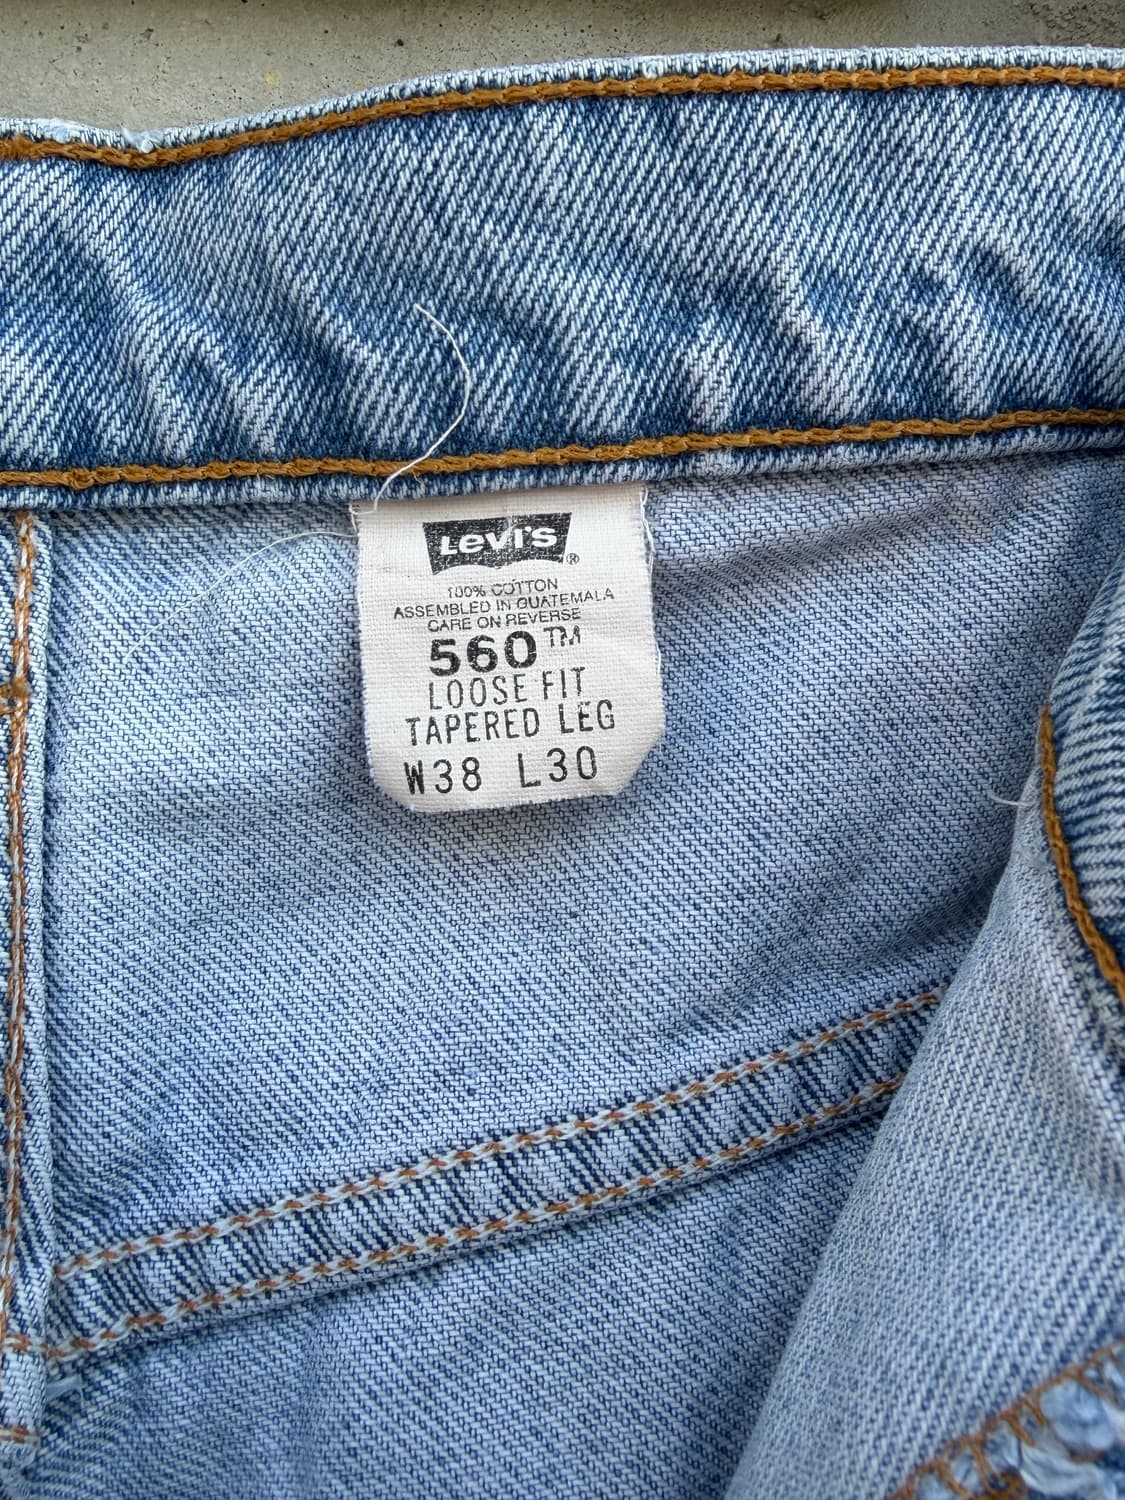 Levi's®
100% COTTON
ASSEMBLED IN GUATEMALA
CARE ON REVERSE
560™
LOOSE FIT
TAPERED LEG
W38 L30